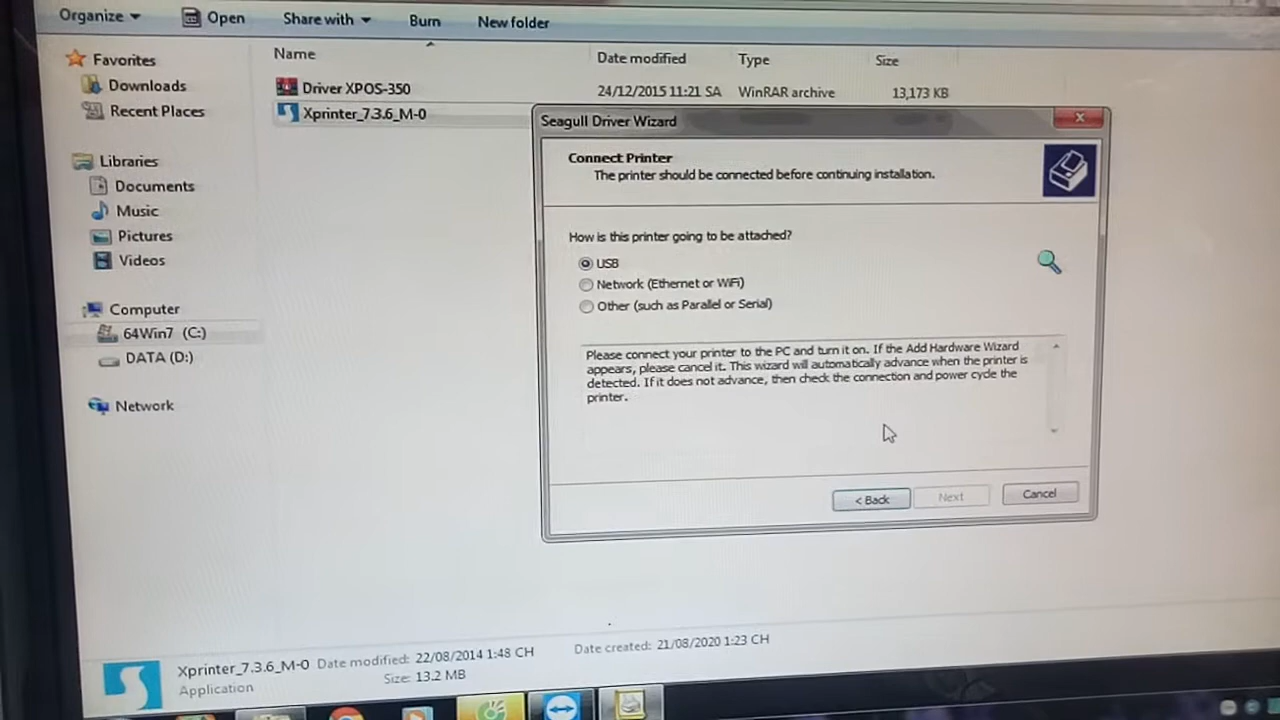 Organize Open Share with Burn New folder
Name Date modified Type Size
Favorites
Downloads
Recent Places
Libraries
Documents
Music
Pictures
Videos
Computer
64Win7 (C:)
DATA (D:)
Network
Driver XPOS-350 24/12/2015 11:21 SA WinRAR archive 13,173 KB
Xprinter_7.3.6_M-0
Seagull Driver Wizard
Connect Printer
The printer should be connected before continuing installation.
How is this printer going to be attached?
USB
Network (Ethernet or WiFi)
Other (such as Parallel or Serial)
Please connect your printer to the PC and turn it on. If the Add Hardware Wizard
appears, please cancel it. This wizard will automatically advance when the printer is
detected. If it does not advance, then check the connection and power cycle the
printer.
< Back Next Cancel
Xprinter_7.3.6_M-0 Date modified: 22/08/2014 1:48 CH Date created: 21/08/2020 1:23 CH
Application Size: 13.2 MB